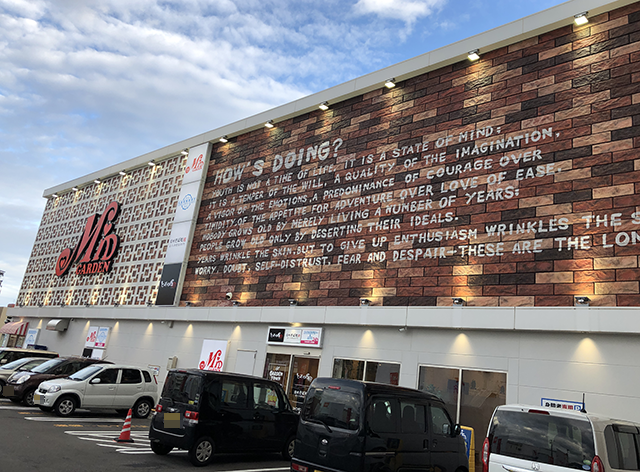 HOW'S DOING?
YOUTH IS NOT A TIME OF LIFE, IT IS A STATE OF MIND;
IT IS A TEMPER OF THE WILL, A QUALITY OF THE IMAGINATION,
A VIGOR OF THE EMOTIONS, A PREDOMINANCE OF COURAGE OVER
TIMIDITY OF THE APPETITE FOR ADVENTURE OVER LOVE OF EASE.
NOBODY GROWS OLD BY MERELY LIVING A NUMBER OF YEARS:
PEOPLE GROW OLD ONLY BY DESERTING THEIR IDEALS.
YEARS WRINKLE THE SKIN, BUT TO GIVE UP ENTHUSIASM WRINKLES THE S
WORRY, DOUBT, SELF-DISTRUST, FEAR AND DESPAIR-THESE ARE THE LON
MJD
GARDEN